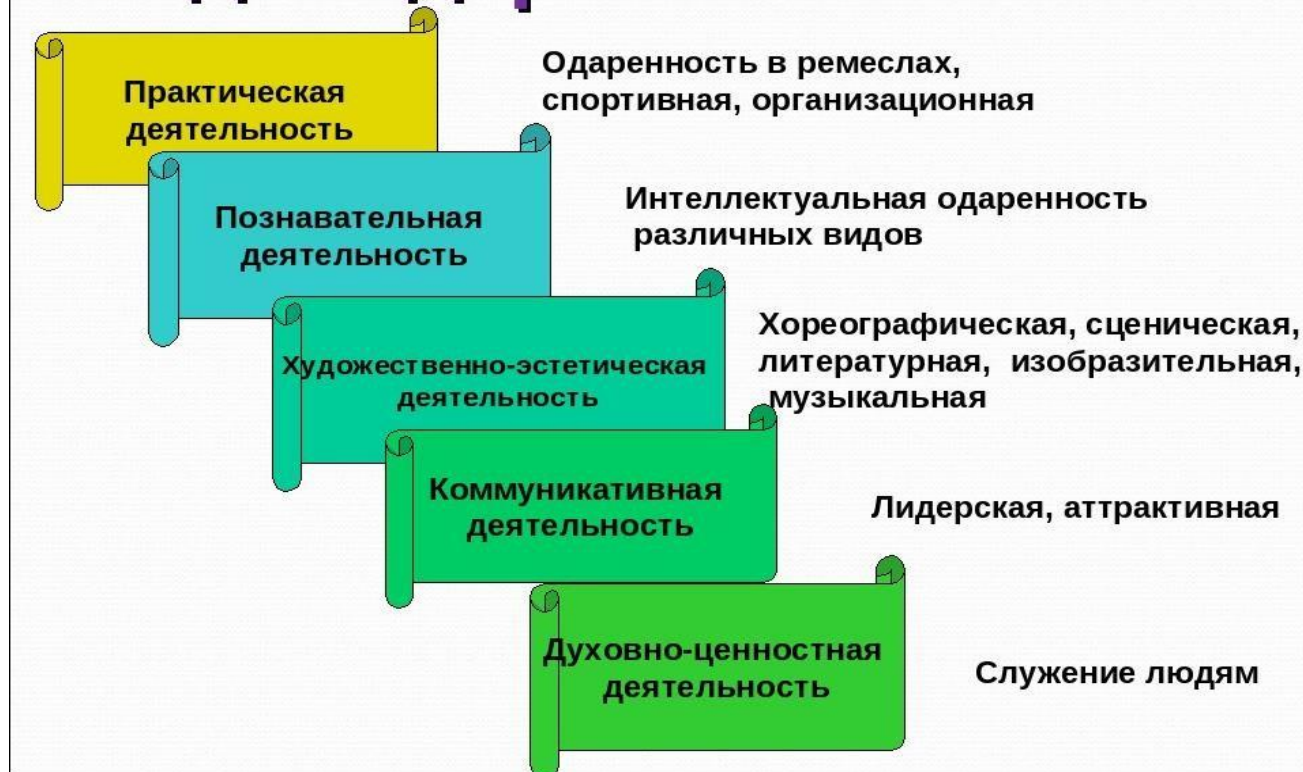 Практическая
деятельность
Одаренность в ремеслах,
спортивная, организационная
Познавательная
деятельность
Интеллектуальная одаренность
различных видов
Художественно-эстетическая
деятельность
Хореографическая, сценическая,
литературная, изобразительная,
музыкальная
Коммуникативная
деятельность
Лидерская, аттрактивная
Духовно-ценностная
деятельность
Служение людям